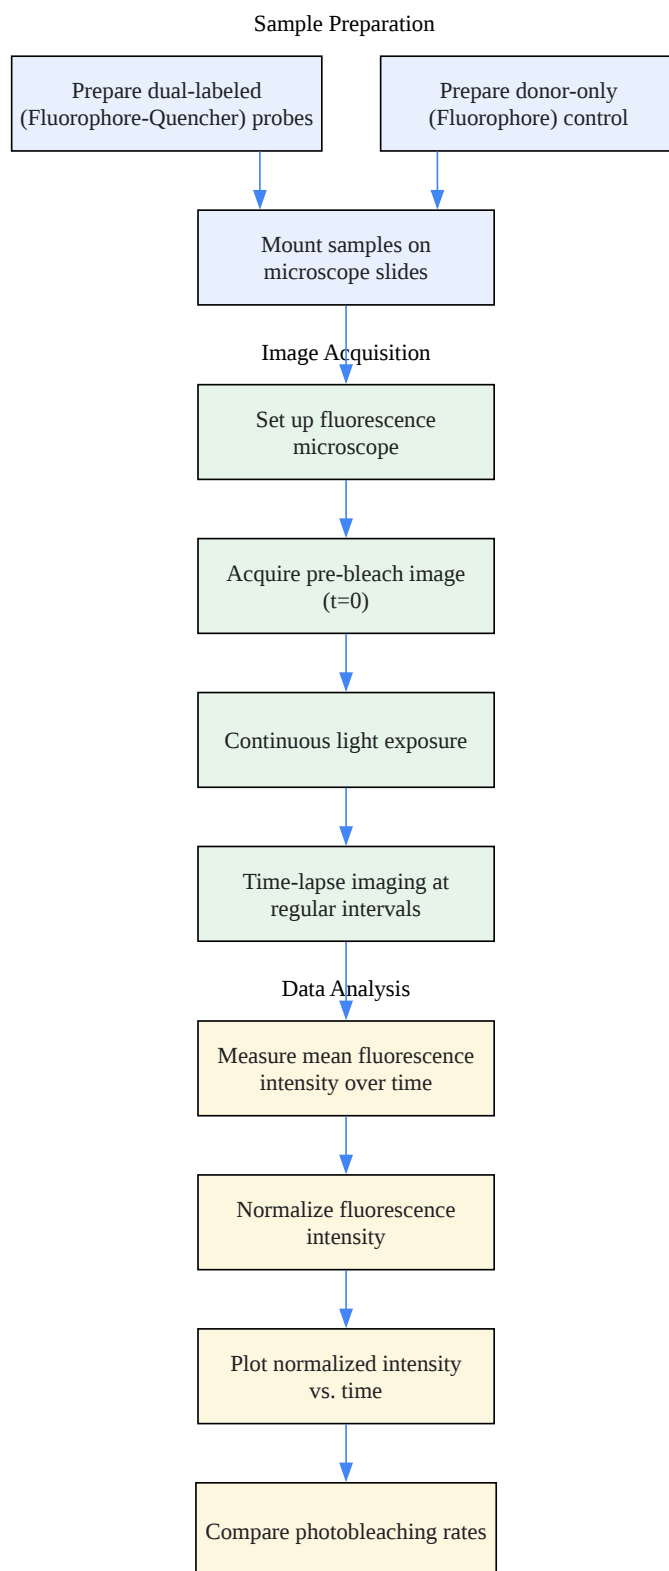 Sample Preparation
Prepare dual-labeled
(Fluorophore-Quencher) probes
Prepare donor-only
(Fluorophore) control
Mount samples on
microscope slides
Image Acquisition
Set up fluorescence
microscope
Acquire pre-bleach image
(t=0)
Continuous light exposure
Time-lapse imaging at
regular intervals
Data Analysis
Measure mean fluorescence
intensity over time
Normalize fluorescence
intensity
Plot normalized intensity
vs. time
Compare photobleaching rates